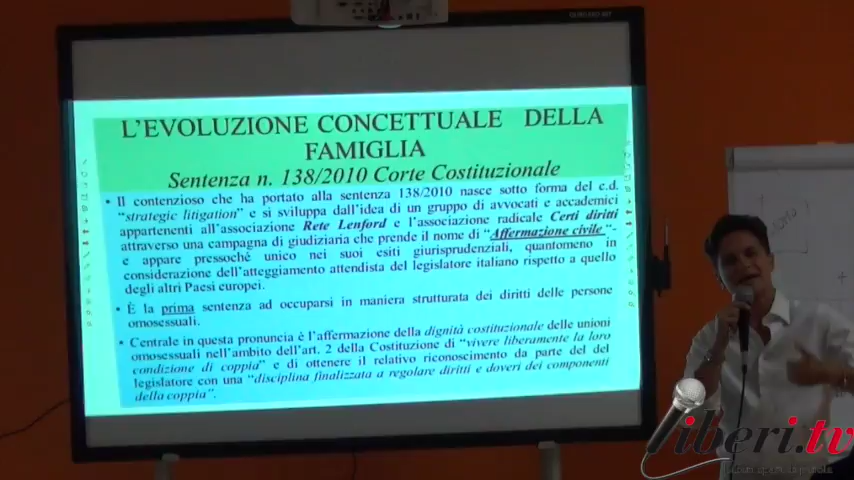 L'EVOLUZIONE CONCETTUALE DELLA
FAMIGLIA
Sentenza n. 138/2010 Corte Costituzionale
• Il contenzioso che ha portato alla sentenza 138/2010 nasce sotto forma del c.d.
"strategic litigation" e si sviluppa dall'idea di un gruppo di avvocati e accademici
appartenenti all'associazione Rete Lenford e l'associazione radicale Certi diritti
attraverso una campagna di giudiziaria che prende il nome di "Affermazione civile"-
e appare pressoché unico nei suoi esiti giurisprudenziali, quantomeno in
considerazione dell'atteggiamento attendista del legislatore italiano rispetto a quello
degli altri Paesi europei.
• È la prima sentenza ad occuparsi in maniera strutturata dei diritti delle persone
omosessuali.
• Centrale in questa pronuncia è l'affermazione della dignità costituzionale delle unioni
omosessuali nell'ambito dell'art. 2 della Costituzione di "vivere liberamente la loro
condizione di coppia" e di ottenere il relativo riconoscimento da parte del del
legislatore con una "disciplina finalizzata a regolare diritti e doveri dei componenti
della coppia".
liberi.tv